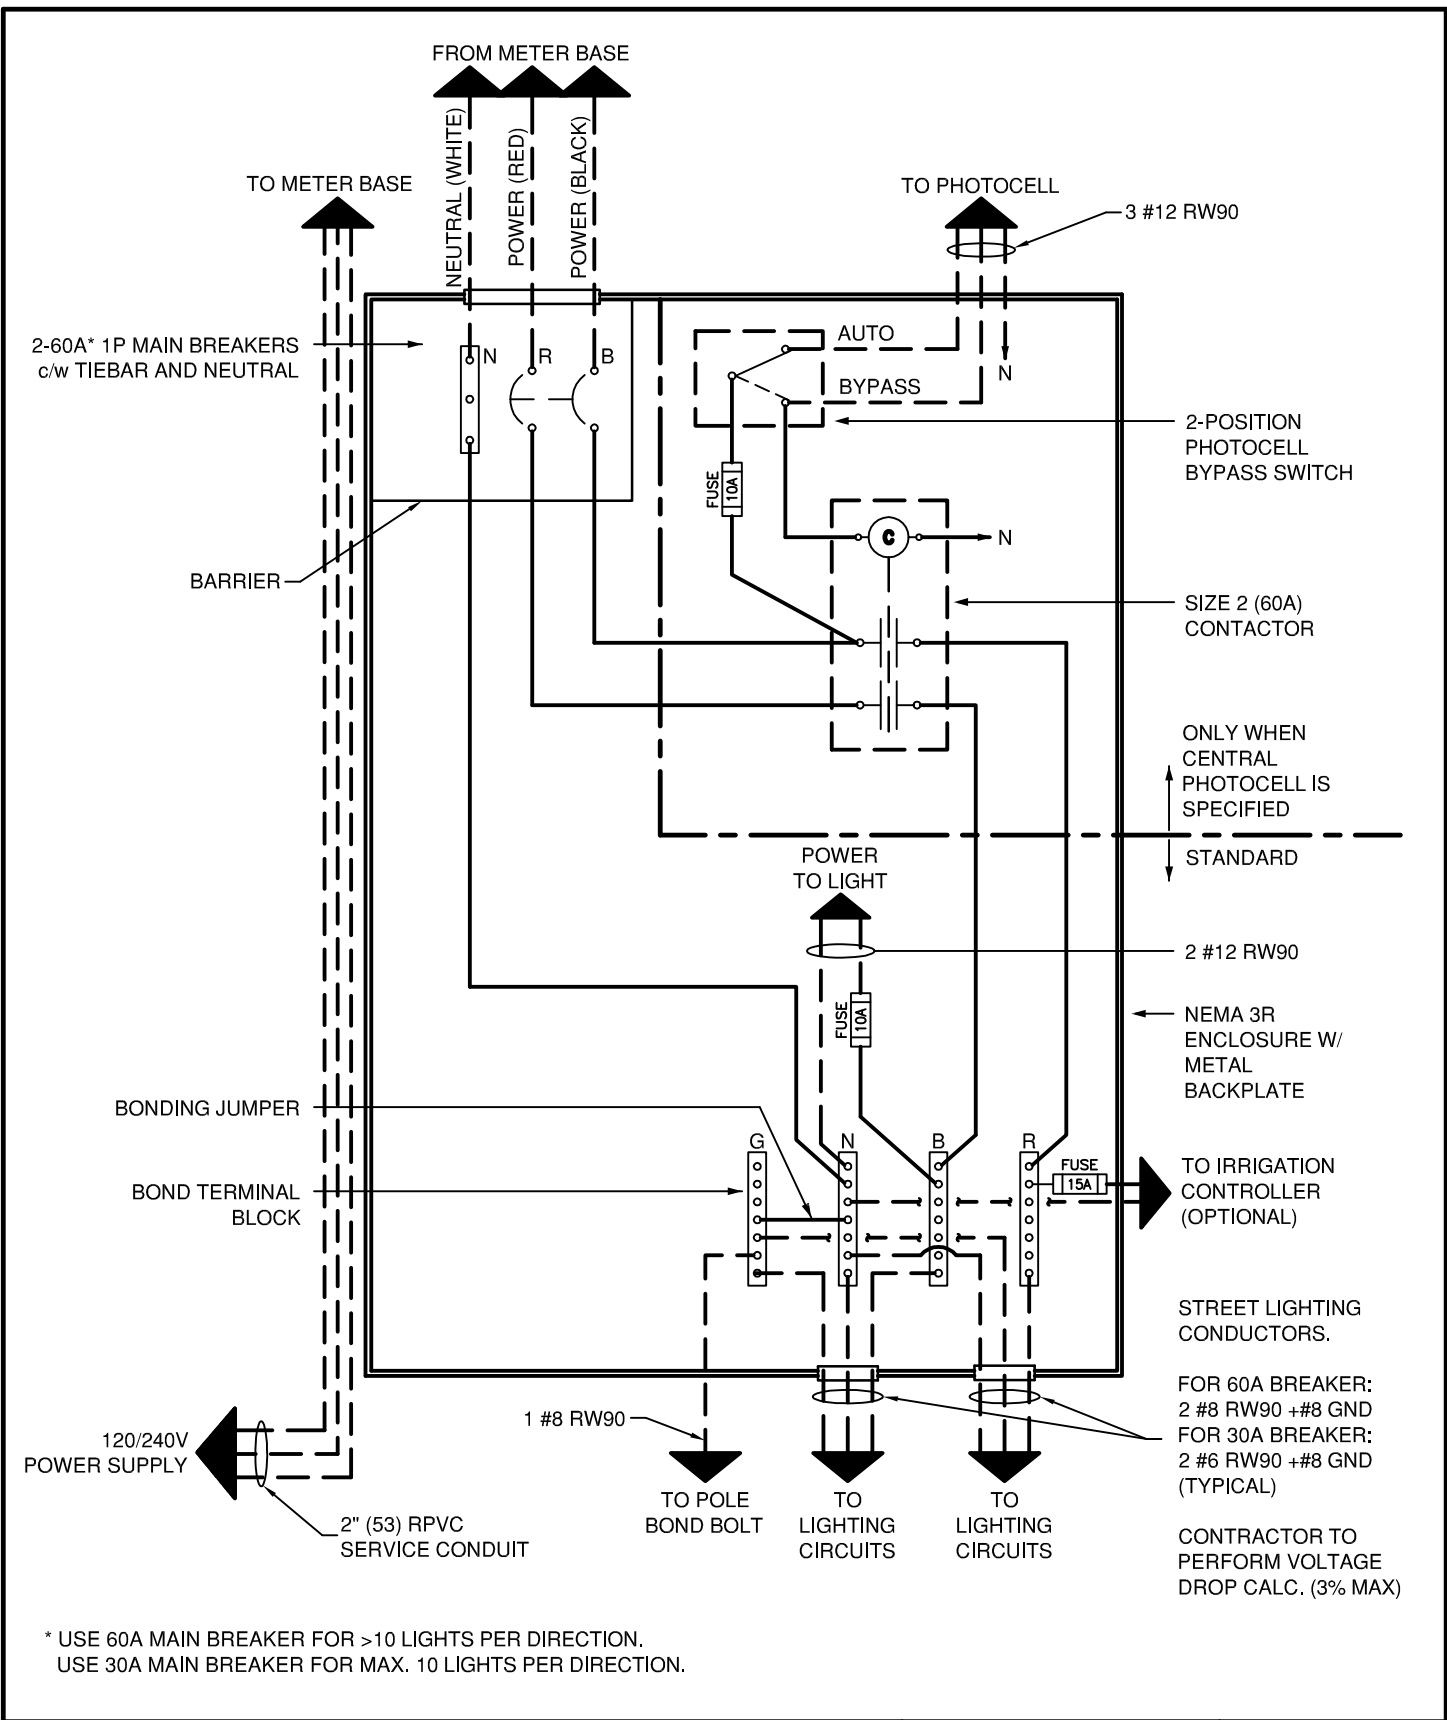 FROM METER BASE
NEUTRAL (WHITE)
POWER (RED)
POWER (BLACK)
TO METER BASE
TO PHOTOCELL
3 #12 RW90
2-60A* 1P MAIN BREAKERS
c/w TIEBAR AND NEUTRAL
N
R
B
AUTO
BYPASS
N
2-POSITION
PHOTOCELL
BYPASS SWITCH
FUSE
10A
C
N
BARRIER
SIZE 2 (60A)
CONTACTOR
ONLY WHEN
CENTRAL
PHOTOCELL IS
SPECIFIED
STANDARD
POWER
TO LIGHT
2 #12 RW90
FUSE
10A
NEMA 3R
ENCLOSURE W/
METAL
BACKPLATE
BONDING JUMPER
G
N
B
R
FUSE
15A
TO IRRIGATION
CONTROLLER
(OPTIONAL)
BOND TERMINAL
BLOCK
STREET LIGHTING
CONDUCTORS.
FOR 60A BREAKER:
2 #8 RW90 +#8 GND
FOR 30A BREAKER:
2 #6 RW90 +#8 GND
(TYPICAL)
1 #8 RW90
120/240V
POWER SUPPLY
2" (53) RPVC
SERVICE CONDUIT
TO POLE
BOND BOLT
TO
LIGHTING
CIRCUITS
TO
LIGHTING
CIRCUITS
CONTRACTOR TO
PERFORM VOLTAGE
DROP CALC. (3% MAX)
* USE 60A MAIN BREAKER FOR >10 LIGHTS PER DIRECTION.
USE 30A MAIN BREAKER FOR MAX. 10 LIGHTS PER DIRECTION.